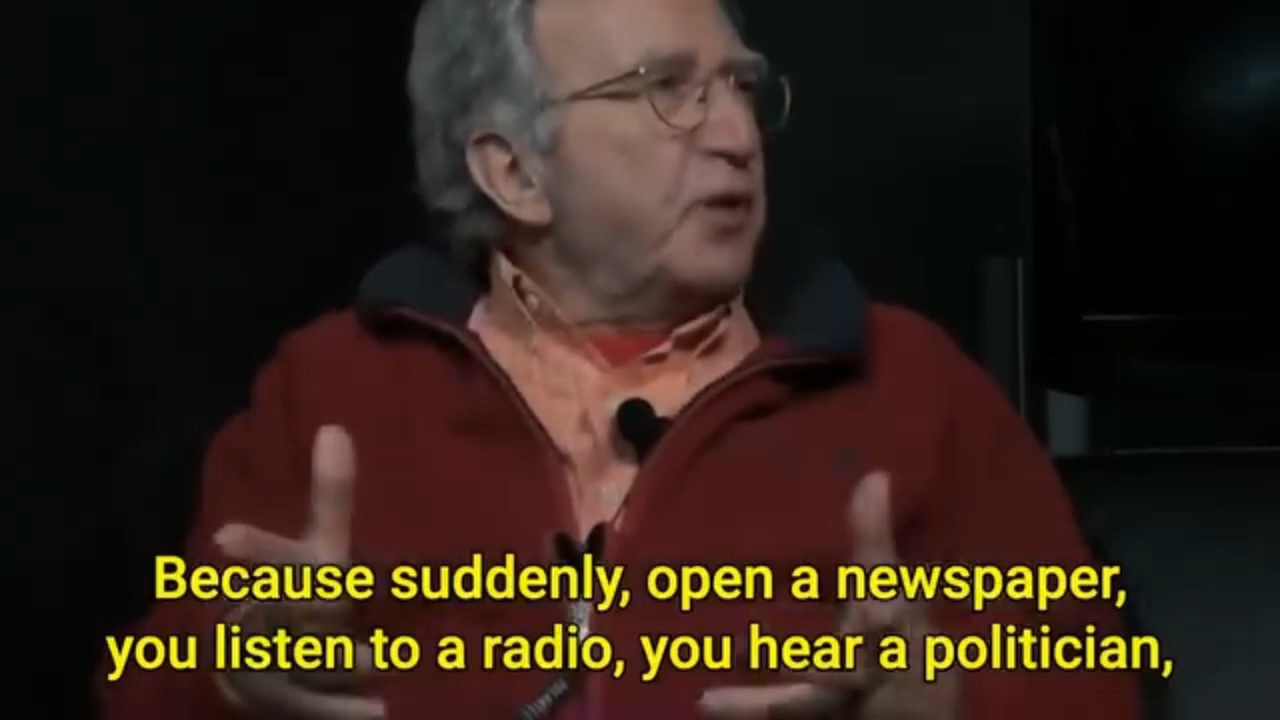 Because suddenly, open a newspaper,
you listen to a radio, you hear a politician,